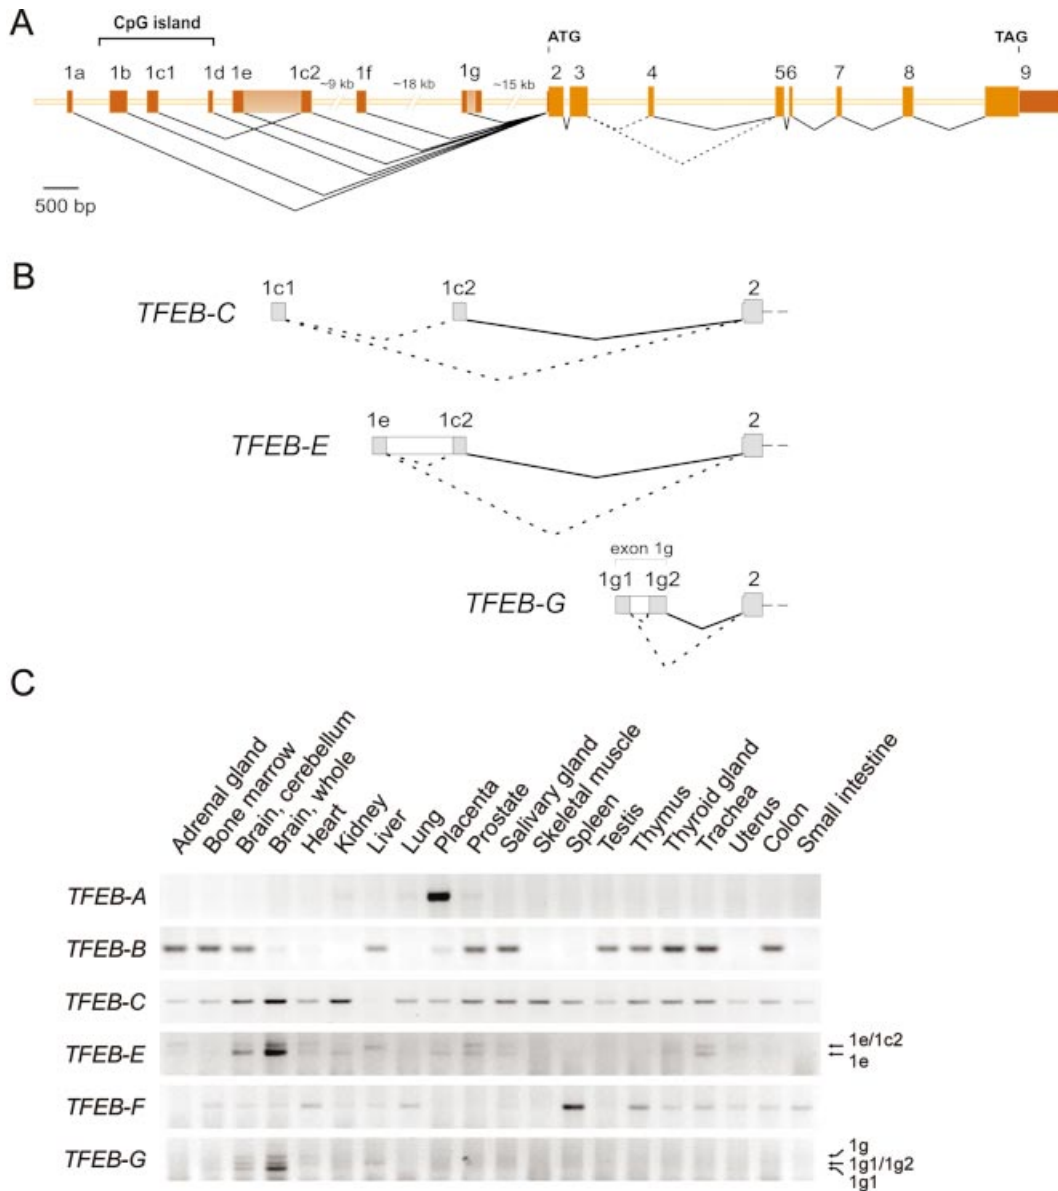 A
CpG island
ATG
TAG
1a 1b 1c1 1d 1e 1c2 1f 1g 2 3 4 56 7 8 9
~9 kb ~18 kb ~15 kb
500 bp
B
1c1 1c2 2
TFEB-C
1e 1c2 2
TFEB-E
exon 1g
1g1 1g2 2
TFEB-G
C
Adrenal gland
Bone marrow
Brain, cerebellum
Brain, whole
Heart
Kidney
Liver
Lung
Placenta
Prostate
Salivary gland
Skeletal muscle
Spleen
Testis
Thymus
Thyroid gland
Trachea
Uterus
Colon
Small intestine
TFEB-A
TFEB-B
TFEB-C
TFEB-E
1e/1c2
1e
TFEB-F
TFEB-G
1g
1g1/1g2
1g1